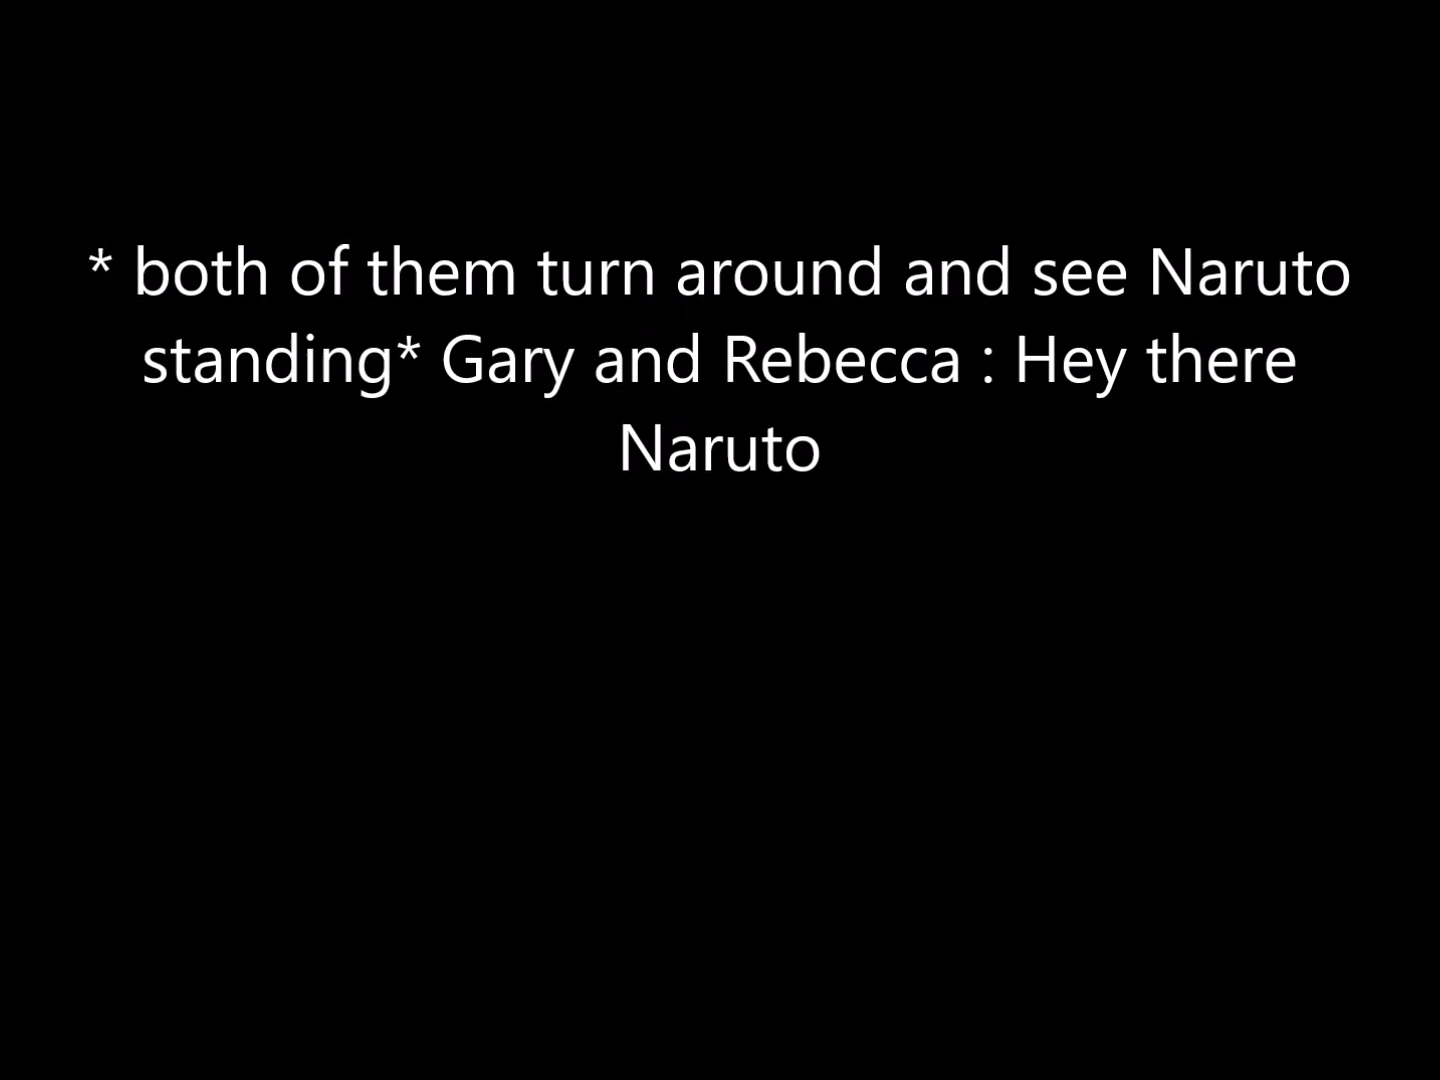 * both of them turn around and see Naruto
standing* Gary and Rebecca : Hey there
Naruto